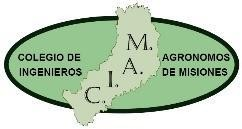 COLEGIO DE
INGENIEROS
C. I. A. M.
AGRONOMOS
DE MISIONES